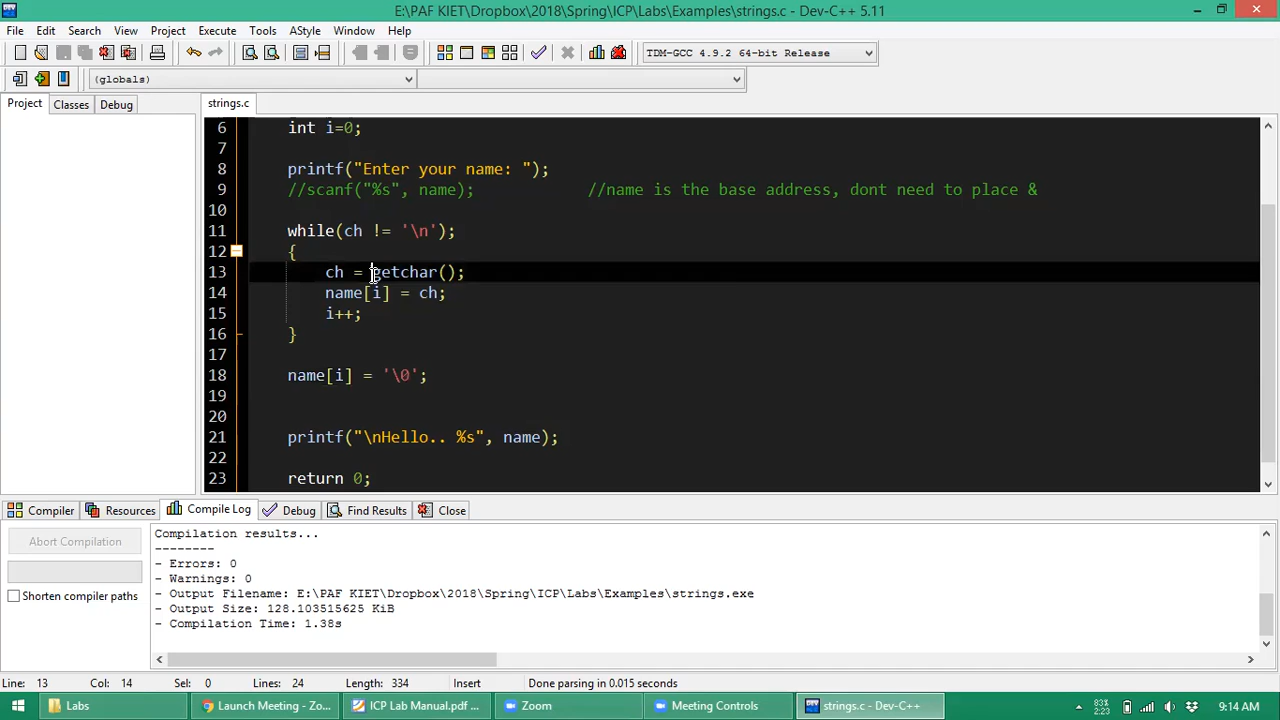 E:\PAF KIET\Dropbox\2018\Spring\ICP\Labs\Examples\strings.c - Dev-C++ 5.11
File Edit Search View Project Execute Tools AStyle Window Help
TDM-GCC 4.9.2 64-bit Release
(globals)
Project Classes Debug
strings.c
6 int i=0;
7
8 printf("Enter your name: ");
9 //scanf("%s", name); //name is the base address, dont need to place &
10
11 while(ch != '\n');
12 {
13 ch = getchar();
14 name[i] = ch;
15 i++;
16 }
17
18 name[i] = '\0';
19
20
21 printf("\nHello.. %s", name);
22
23 return 0;
Compiler Resources Compile Log Debug Find Results Close
Abort Compilation
Shorten compiler paths
Compilation results...
--------
- Errors: 0
- Warnings: 0
- Output Filename: E:\PAF KIET\Dropbox\2018\Spring\ICP\Labs\Examples\strings.exe
- Output Size: 128.103515625 KiB
- Compilation Time: 1.38s
Line: 13 Col: 14 Sel: 0 Lines: 24 Length: 334 Insert Done parsing in 0.015 seconds
Labs Launch Meeting - Zo... ICP Lab Manual.pdf ... Zoom Meeting Controls strings.c - Dev-C++ 83% 2:23 9:14 AM